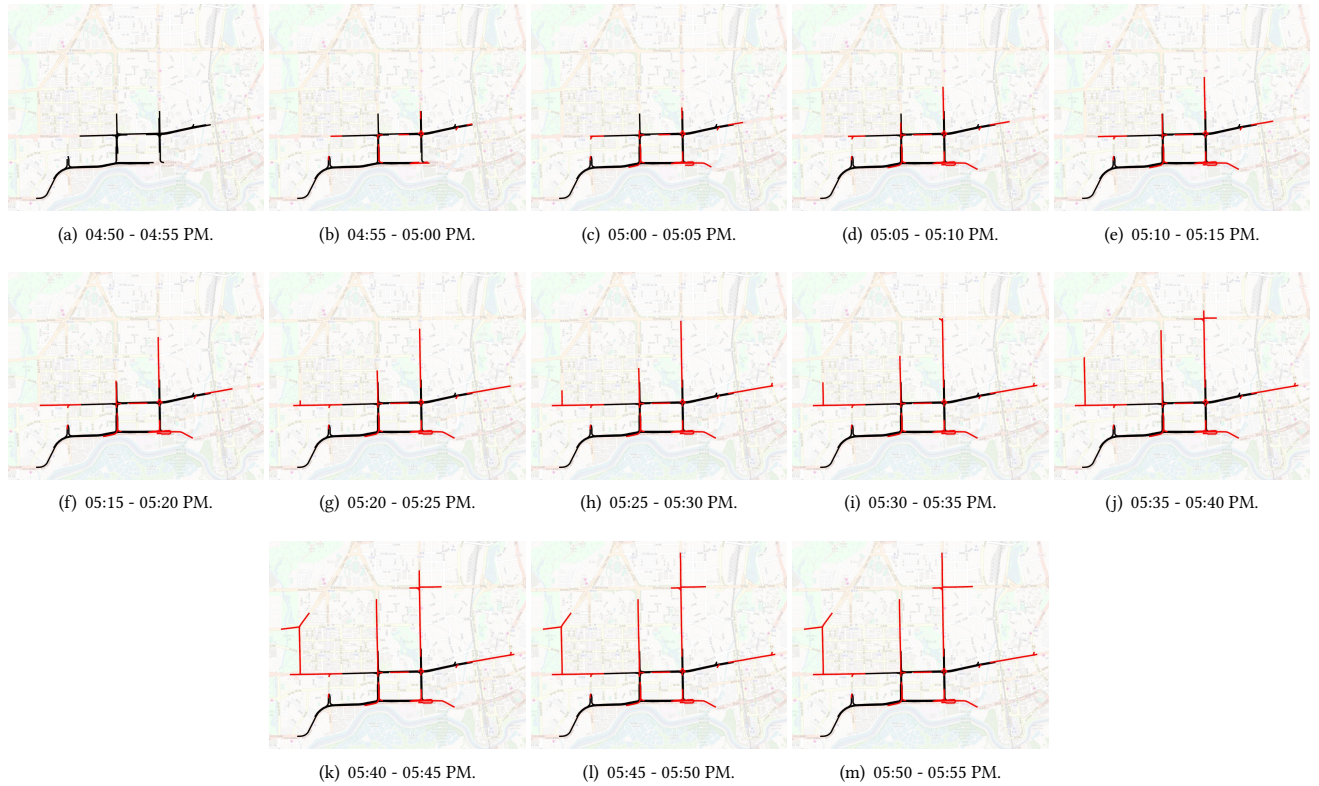 (a) 04:50 - 04:55 PM.
(b) 04:55 - 05:00 PM.
(c) 05:00 - 05:05 PM.
(d) 05:05 - 05:10 PM.
(e) 05:10 - 05:15 PM.
(f) 05:15 - 05:20 PM.
(g) 05:20 - 05:25 PM.
(h) 05:25 - 05:30 PM.
(i) 05:30 - 05:35 PM.
(j) 05:35 - 05:40 PM.
(k) 05:40 - 05:45 PM.
(l) 05:45 - 05:50 PM.
(m) 05:50 - 05:55 PM.